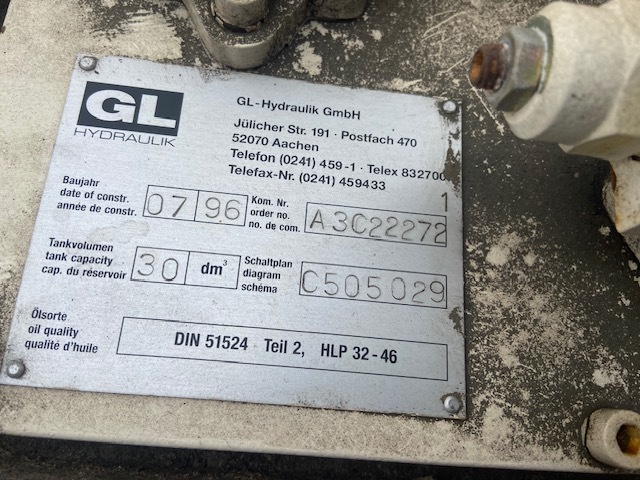 GL
HYDRAULIK
GL-Hydraulik GmbH
Jülicher Str. 191 · Postfach 470
52070 Aachen
Telefon (0241) 459-1 · Telex 832700
Telefax-Nr. (0241) 459433
1
Baujahr
date of constr.
année de constr.
07 96
Kom. Nr.
order no.
no. de com.
A3C22272
Tankvolumen
tank capacity
cap. du réservoir
30 dm³
Schaltplan
diagram
schéma
C505029
Ölsorte
oil quality
qualité d'huile
DIN 51524 Teil 2, HLP 32-46